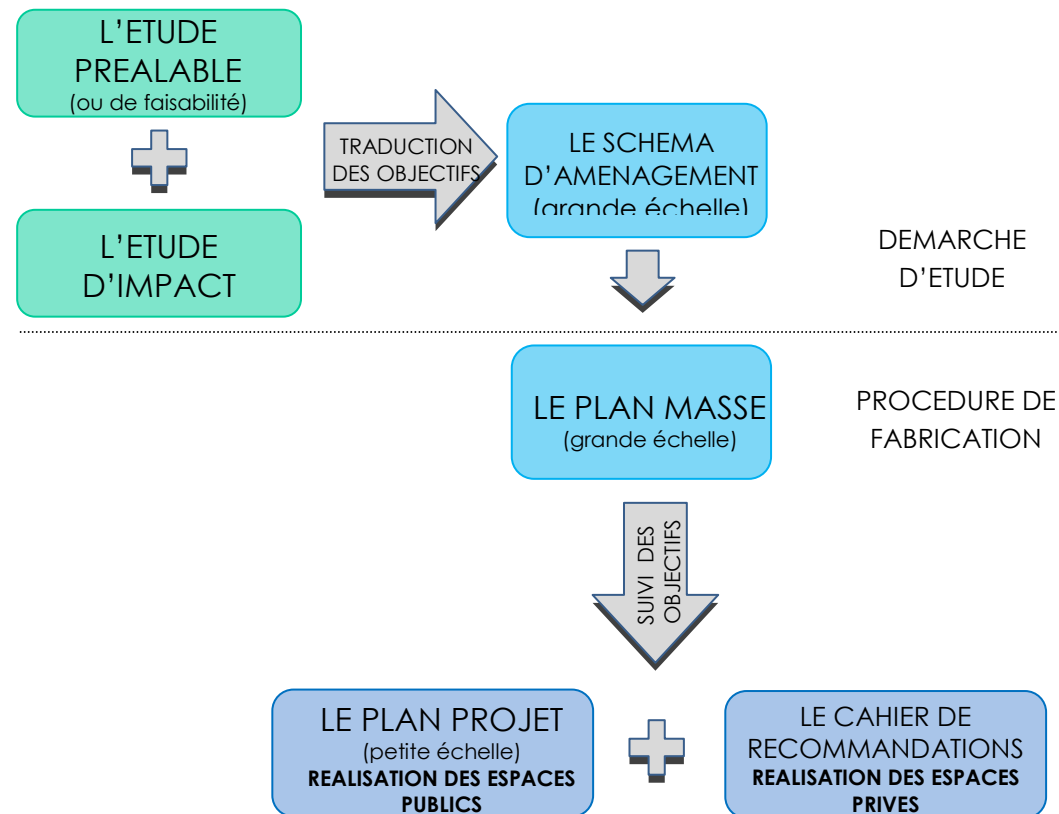 L'ETUDE
PREALABLE
(ou de faisabilité)
TRADUCTION
DES OBJECTIFS
LE SCHEMA
D'AMENAGEMENT
(grande échelle)
L'ETUDE
D'IMPACT
DEMARCHE
D'ETUDE
LE PLAN MASSE
(grande échelle)
PROCEDURE DE
FABRICATION
SUIVI DES
OBJECTIFS
LE PLAN PROJET
(petite échelle)
REALISATION DES ESPACES
PUBLICS
LE CAHIER DE
RECOMMANDATIONS
REALISATION DES ESPACES
PRIVES